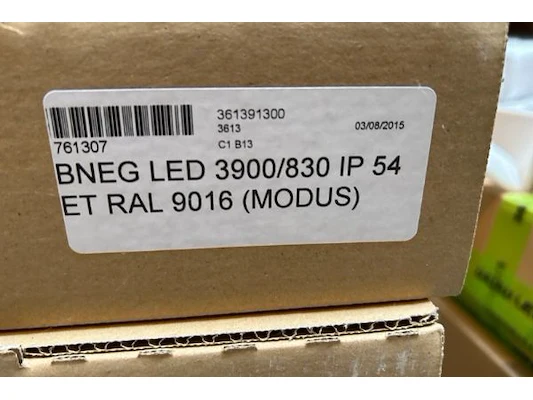 361391300
3613
03/08/2015
761307
C1 B13
BNEG LED 3900/830 IP 54
ET RAL 9016 (MODUS)